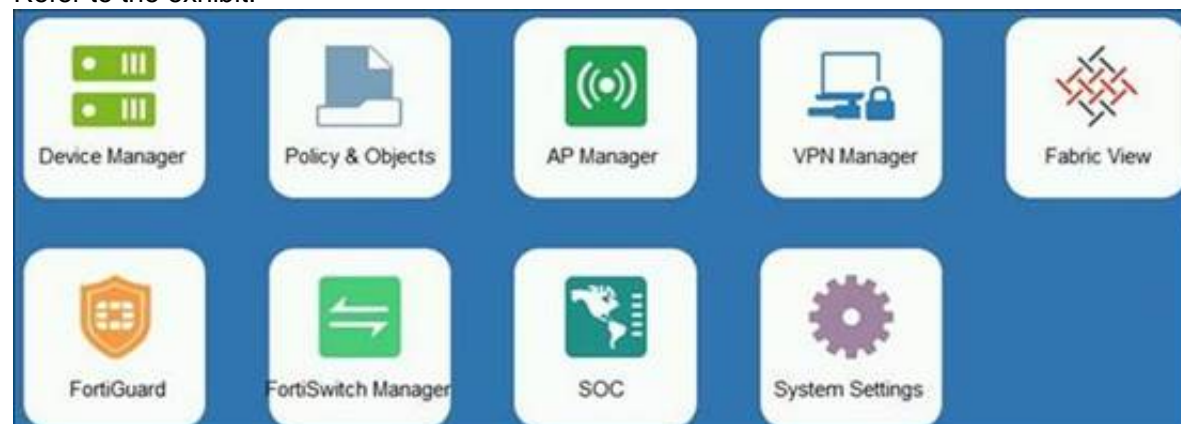 Refer to the exhibit.
Device Manager
Policy & Objects
AP Manager
VPN Manager
Fabric View
FortiGuard
FortiSwitch Manager
SOC
System Settings